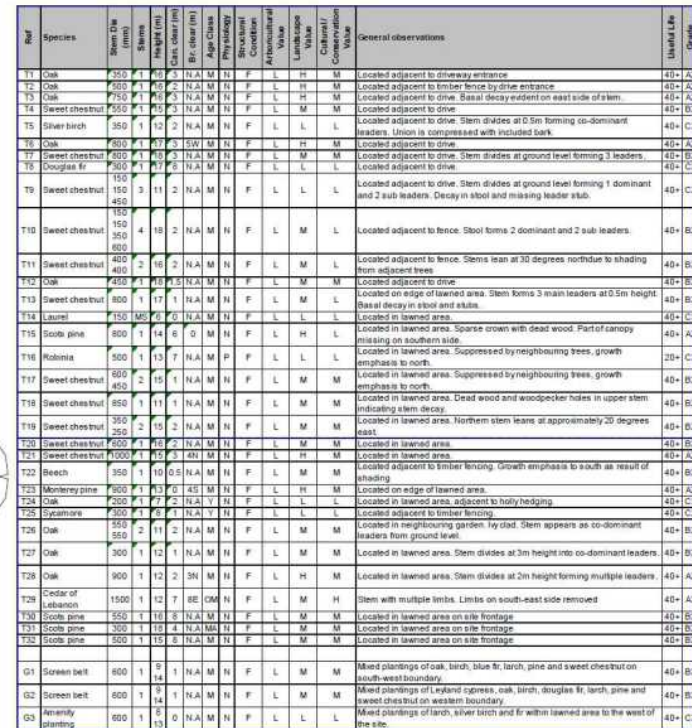 Ref Species Stem Dia (mm) Stems Height (m) Can. clear (m) Br. clear (m) Age Class Physiology Structural Condition Arboricultural Value Landscape Value Cultural/ Conservation Value General observations Useful Life
T1 Oak 350 1 16 3 N.A M N F L H M Located adjacent to driveway entrance 40+
T2 Oak 500 1 16 2 N.A M N F L H M Located adjacent to timber fence by drive entrance 40+
T3 Oak 750 1 16 3 N.A M N F L H M Located adjacent to drive. Basal decay evident on east side of stem. 40+
T4 Sweet chestnut 550 1 15 3 N.A M N F L M M Located adjacent to drive 40+
T5 Silver birch 350 1 12 2 N.A M N F L L L Located adjacent to drive. Stem divides at 0.5m forming co-dominant
leaders. Union is compressed with included bark 40+
T6 Oak 800 1 17 3 5W M N F L H M Located adjacent to drive. 40+
T7 Sweet chestnut 800 1 18 3 N.A M N F L M M Located adjacent to drive. Stem divides at ground level forming 3 leaders. 40+
T8 Douglas fir 300 1 17 8 N.A M N F L L L Located adjacent to drive. 40+
T9 Sweet chestnut 150 150 450 3 11 2 N.A M N F L L L Located adjacent to drive. Stem divides at ground level forming 1 dominant
and 2 sub leaders. Decay in stool and missing leader stub. 40+
T10 Sweet chestnut 150 150 350 600 4 18 2 N.A M N F L M L Located adjacent to fence. Stool forms 2 dominant and 2 sub leaders. 40+
T11 Sweet chestnut 400 400 2 16 2 N.A M N F L M L Located adjacent to fence. Stems lean at 30 degrees northdue to shading
from adjacent trees 40+
T12 Oak 450 1 18 1.5 N.A M N F L M M Located adjacent to drive 40+
T13 Sweet chestnut 800 1 17 1 N.A M N F L M M Located on edge of lawned area. Stem forms 3 main leaders at 0.5m height.
Basal decay in stool and stubs. 40+
T14 Laurel 150 MS 6 0 N.A M N F L L L Located in lawned area. 40+
T15 Scots pine 600 1 14 6 0 M N F L H L Located in lawned area. Sparse crown with dead wood. Part of canopy
missing on southern side. 40+
T16 Robinia 500 1 13 7 N.A M P F L L L Located in lawned area. Suppressed by neighbouring trees, growth
emphasis to north. 20+
T17 Sweet chestnut 600 450 2 15 1 N.A M N F L M M Located in lawned area. Suppressed by neighbouring trees, growth
emphasis to north. 40+
T18 Sweet chestnut 850 1 11 1 N.A M N F L M M Located in lawned area. Dead wood and woodpecker holes in upper stem
indicating stem decay. 40+
T19 Sweet chestnut 350 250 2 15 2 N.A M N F L M M Located in lawned area. Northern stem leans at approximately 20 degrees
east. 40+
T20 Sweet chestnut 600 1 16 2 N.A M N F L M M Located in lawned area. 40+
T21 Sweet chestnut 1000 1 15 3 4N M N F L H M Located in lawned area. 40+
T22 Beech 350 1 10 0.5 N.A M N F L M M Located adjacent to timber fencing. Growth emphasis to south as result of
shading 40+
T23 Monterey pine 900 1 13 0 4S M N F L H M Located on edge of lawned area. 40+
T24 Oak 200 1 7 2 N.A Y N F L L L Located in lawned area, adjacent to holly hedging. 40+
T25 Sycamore 300 1 8 1 N.A Y N F L L L Located adjacent to timber fencing. 40+
T26 Oak 550 550 2 11 2 N.A M N F L M M Located in neighbouring garden. Ivy clad. Stem appears as co-dominant
leaders from ground level. 40+
T27 Oak 300 1 12 1 N.A M N F L M M Located in lawned area. Stem divides at 3m height into co-dominant leaders. 40+
T28 Oak 900 1 12 2 3N M N F L H M Located in lawned area. Stem divides at 2m height forming multiple leaders. 40+
T29 Cedar of Lebanon 1500 1 12 7 8E OM N F L M H Stem with multiple limbs. Limbs on south-east side removed 40+
T30 Scots pine 550 1 16 8 N.A M N F L M M Located in lawned area on site frontage 40+
T31 Scots pine 300 1 18 4 N.A MA N F L M M Located in lawned area on site frontage 40+
T32 Scots pine 500 1 15 8 N.A M N F L M M Located in lawned area on site frontage 40+
G1 Screen belt 600 1 9 14 1 N.A M N F L M M Mixed plantings of oak, birch, blue fir, larch, pine and sweet chestnut on
south-west boundary. 40+
G2 Screen belt 600 1 9 14 1 N.A M N F L M M Mixed plantings of Leyland cypress, oak, birch, douglas fir, larch, pine and
sweet chestnut on western boundary. 40+
G3 Amenity planting 600 1 6 13 0 N.A M N F L L L Mixed plantings of larch, silver birch and fir within lawned area to the west of
the site. 40+